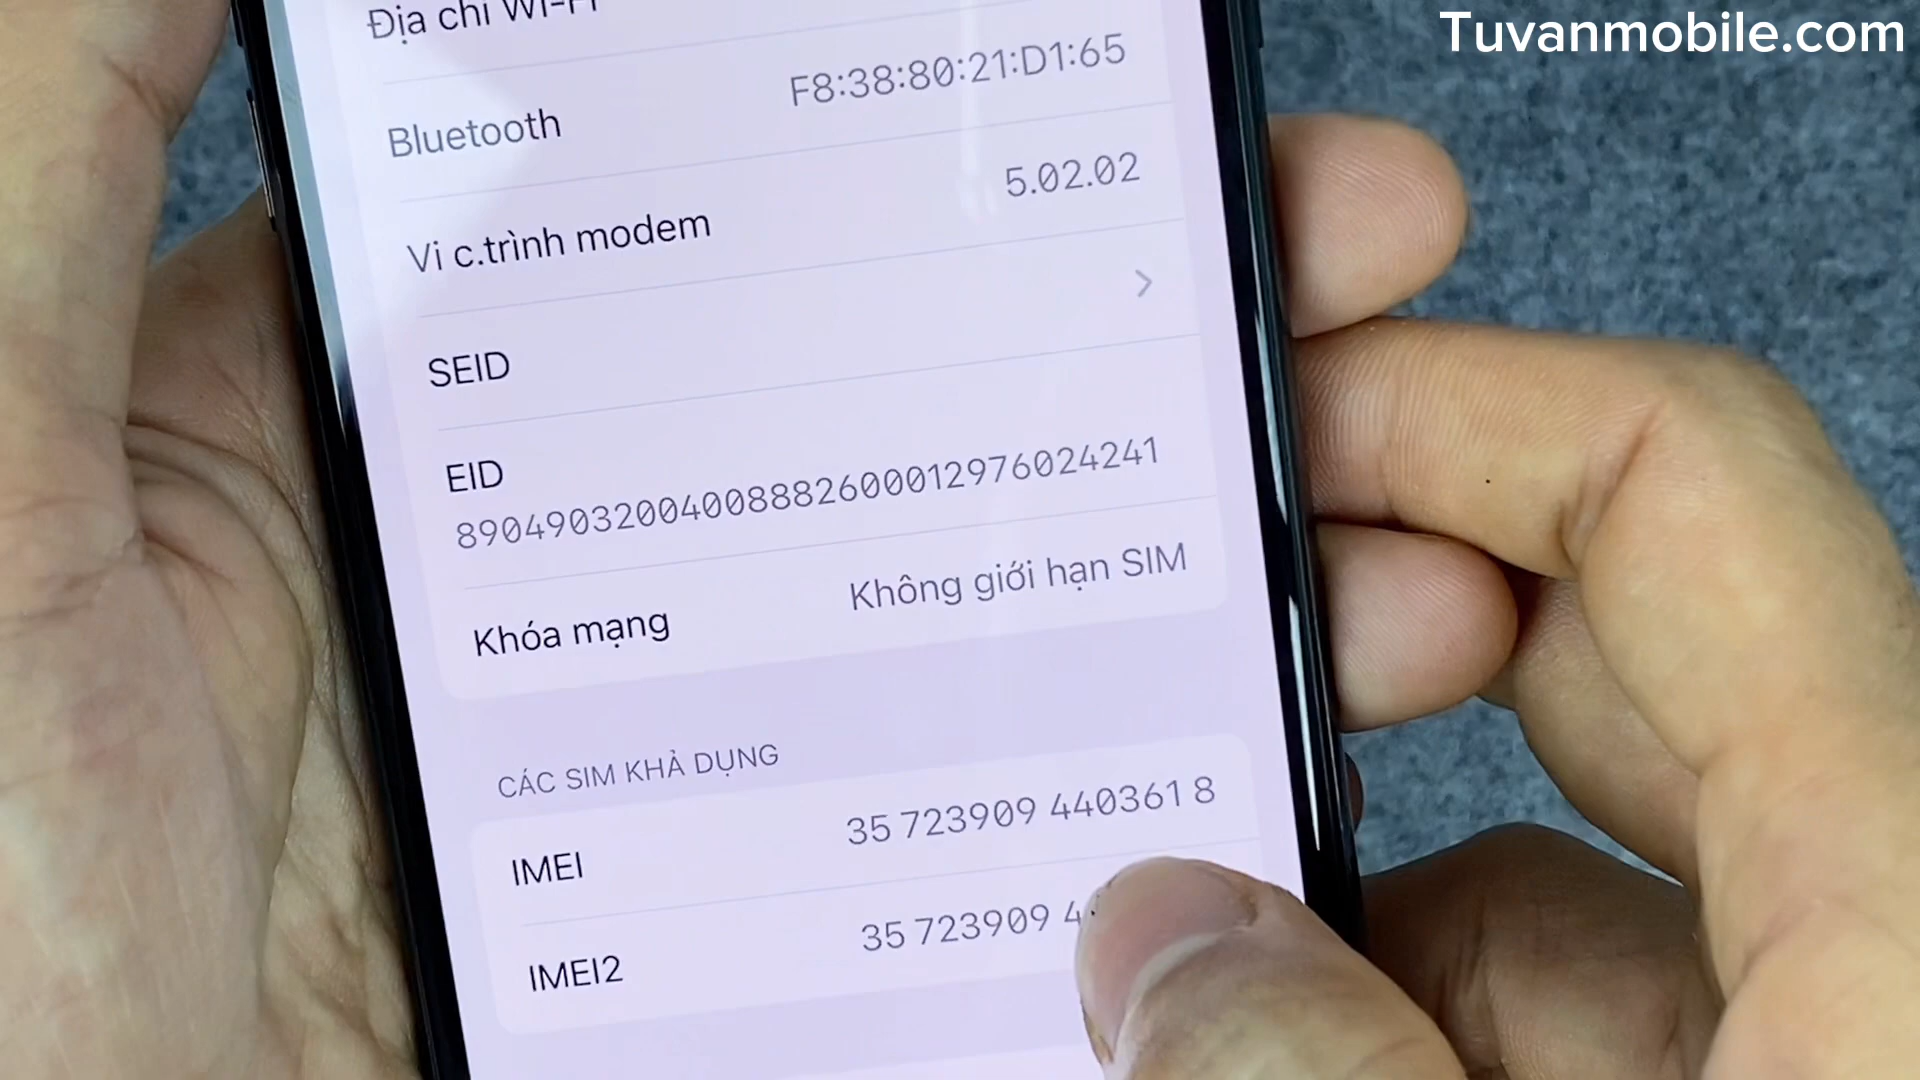 Tuvanmobile.com
Địa chỉ Wi-Fi
Bluetooth F8:38:80:21:D1:65
Vi c.trình modem 5.02.02
SEID
EID
89049032004008882600012976024241
Khóa mạng Không giới hạn SIM
CÁC SIM KHẢ DỤNG
IMEI 35 723909 440361 8
IMEI2 35 723909 4